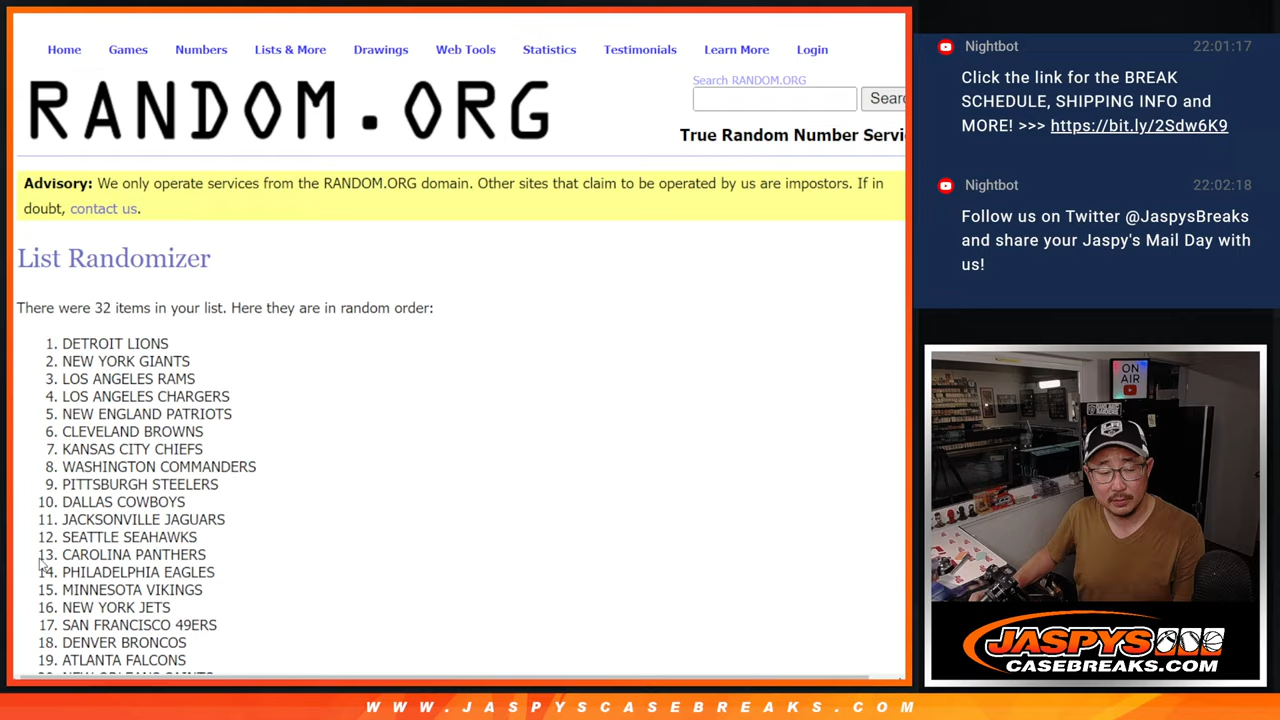 Home Games Numbers Lists & More Drawings Web Tools Statistics Testimonials Learn More Login
RANDOM.ORG
Search RANDOM.ORG
True Random Number Servi
Advisory: We only operate services from the RANDOM.ORG domain. Other sites that claim to be operated by us are impostors. If in
doubt, contact us.
List Randomizer
There were 32 items in your list. Here they are in random order:
1. DETROIT LIONS
2. NEW YORK GIANTS
3. LOS ANGELES RAMS
4. LOS ANGELES CHARGERS
5. NEW ENGLAND PATRIOTS
6. CLEVELAND BROWNS
7. KANSAS CITY CHIEFS
8. WASHINGTON COMMANDERS
9. PITTSBURGH STEELERS
10. DALLAS COWBOYS
11. JACKSONVILLE JAGUARS
12. SEATTLE SEAHAWKS
13. CAROLINA PANTHERS
14. PHILADELPHIA EAGLES
15. MINNESOTA VIKINGS
16. NEW YORK JETS
17. SAN FRANCISCO 49ERS
18. DENVER BRONCOS
19. ATLANTA FALCONS
Nightbot 22:01:17
Click the link for the BREAK
SCHEDULE, SHIPPING INFO and
MORE! >>> https://bit.ly/2Sdw6K9
Nightbot 22:02:18
Follow us on Twitter @JaspysBreaks
and share your Jaspy's Mail Day with
us!
ON
AIR
JASPYS
CASEBREAKS.COM
WWW.JASPYSCASEBREAKS.COM